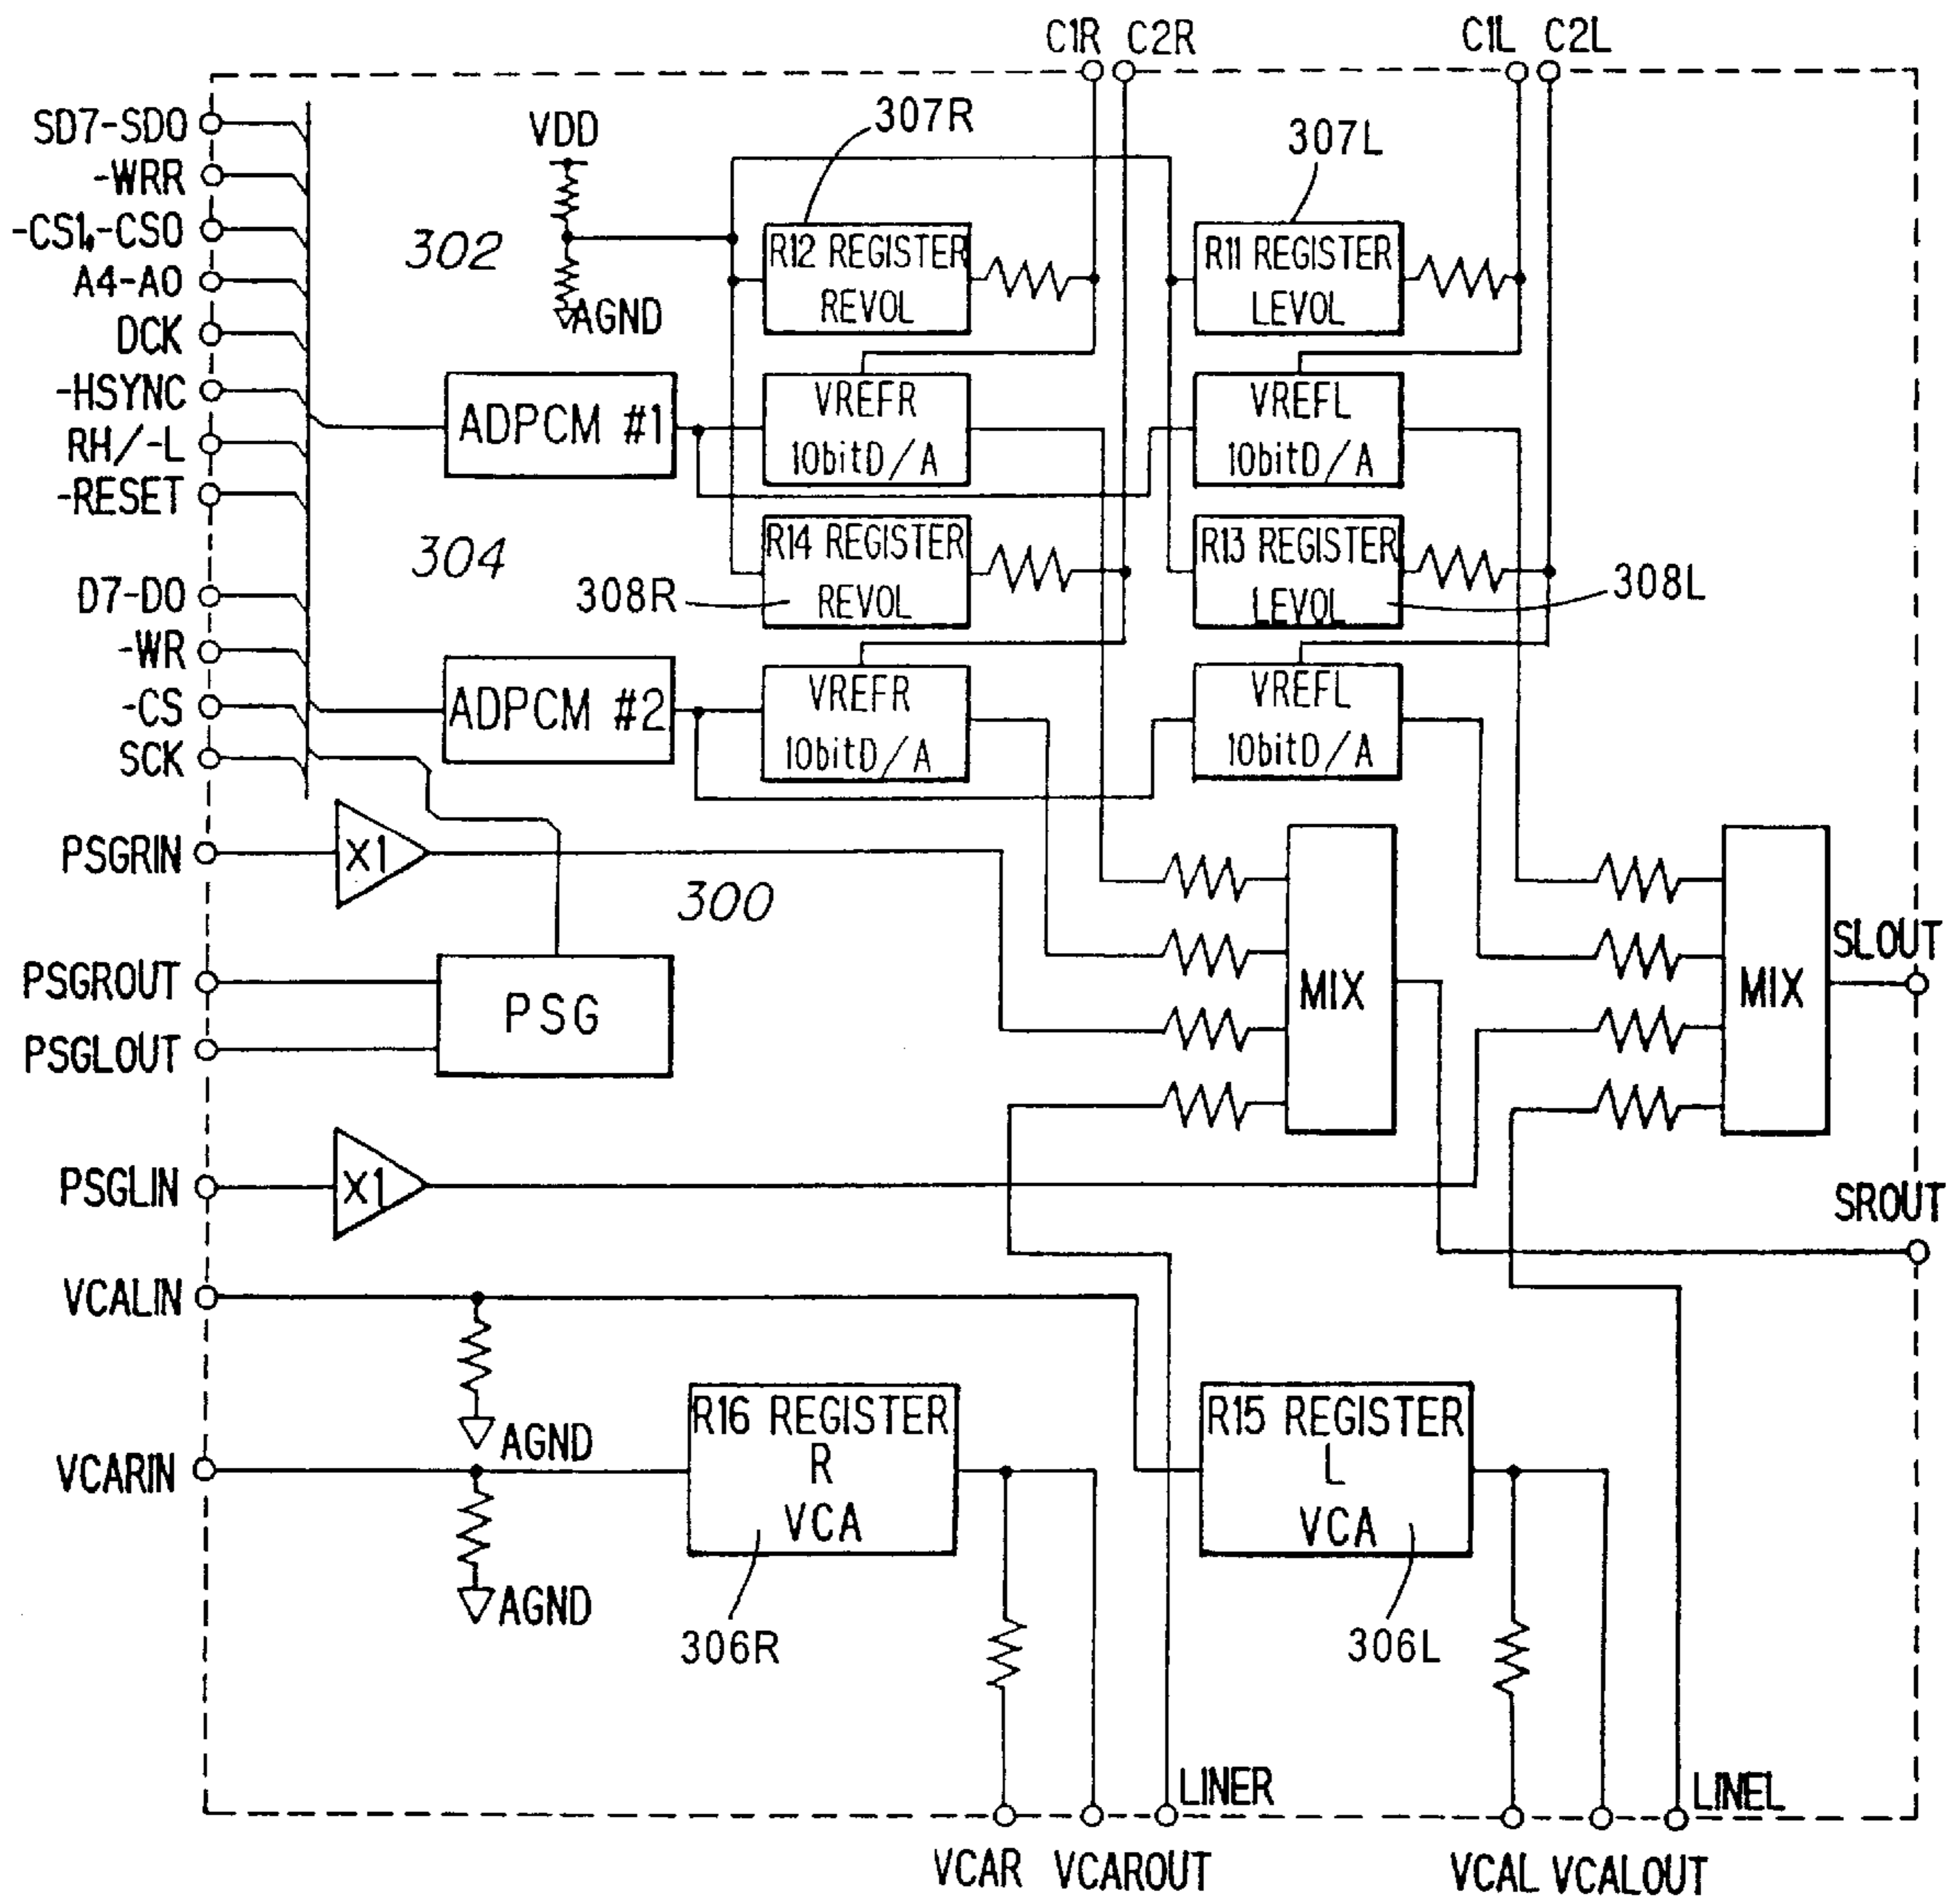 C1R C2R C1L C2L
SD7-SD0
-WRR
-CS1,-CS0
A4-A0
DCK
-HSYNC
RH/-L
-RESET
D7-D0
-WR
-CS
SCK
PSGRIN
PSGROUT
PSGLOUT
PSGLIN
VCALIN
VCARIN
VDD
AGND
302
304
300
307R
307L
R12 REGISTER
REVOL
R11 REGISTER
LEVOL
ADPCM #1
VREFR
10bitD/A
VREFL
10bitD/A
R14 REGISTER
REVOL
308R
R13 REGISTER
LEVOL
308L
ADPCM #2
VREFR
10bitD/A
VREFL
10bitD/A
X1
PSG
X1
MIX
MIX
SLOUT
SROUT
AGND
AGND
R16 REGISTER
R
VCA
306R
R15 REGISTER
L
VCA
306L
LINER
LINEL
VCAR VCAROUT VCAL VCALOUT